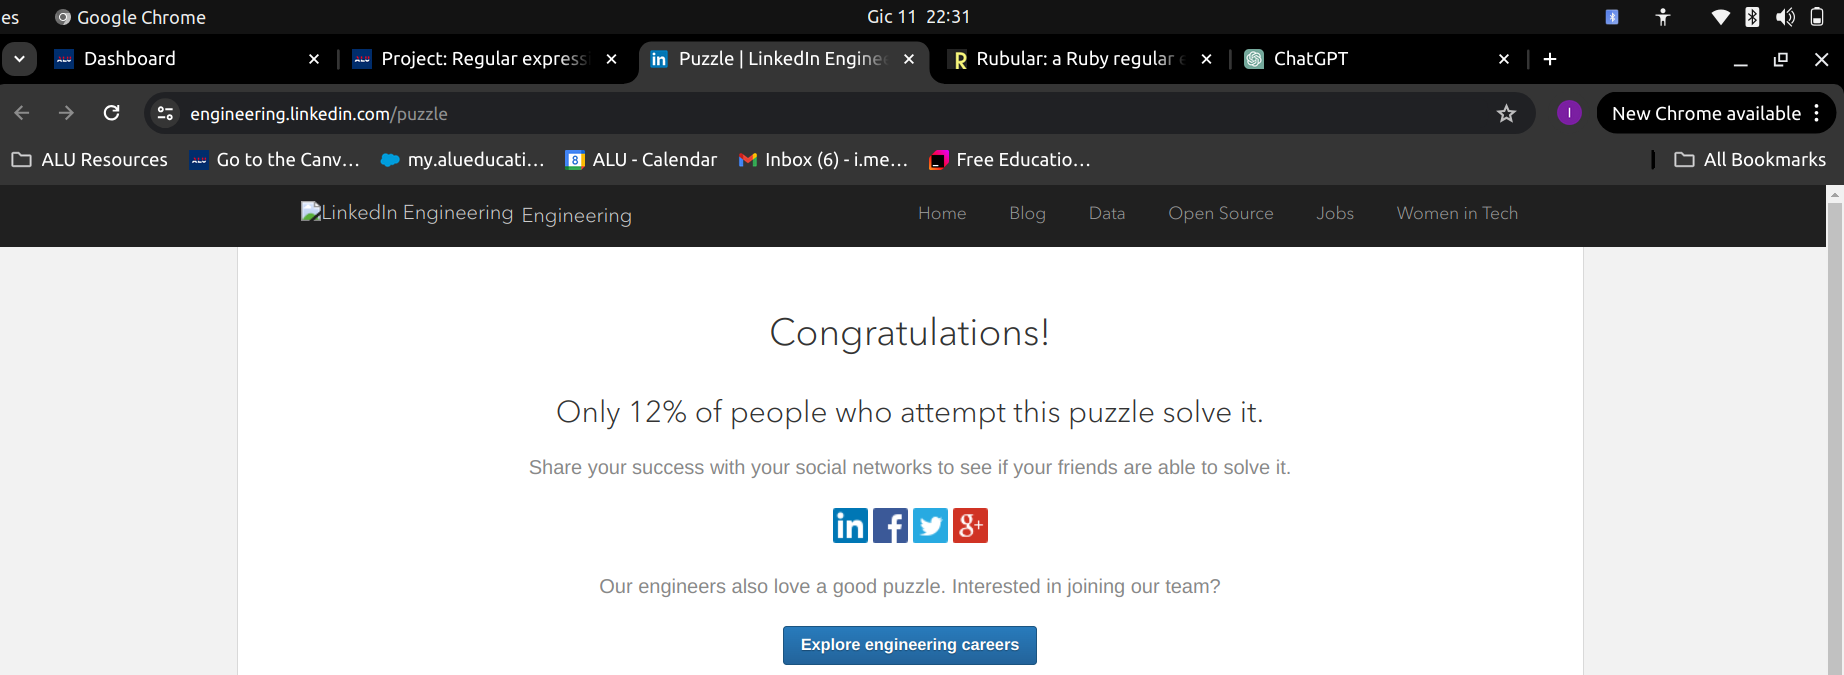 es Google Chrome Gic 11 22:31
Dashboard Project: Regular express Puzzle | LinkedIn Enginee Rubular: a Ruby regular e ChatGPT
engineering.linkedin.com/puzzle I New Chrome available
ALU Resources Go to the Canv... my.alueducati... ALU - Calendar Inbox (6) - i.me... Free Educatio... All Bookmarks
LinkedIn Engineering Engineering Home Blog Data Open Source Jobs Women in Tech
Congratulations!
Only 12% of people who attempt this puzzle solve it.
Share your success with your social networks to see if your friends are able to solve it.
in f g+
Our engineers also love a good puzzle. Interested in joining our team?
Explore engineering careers